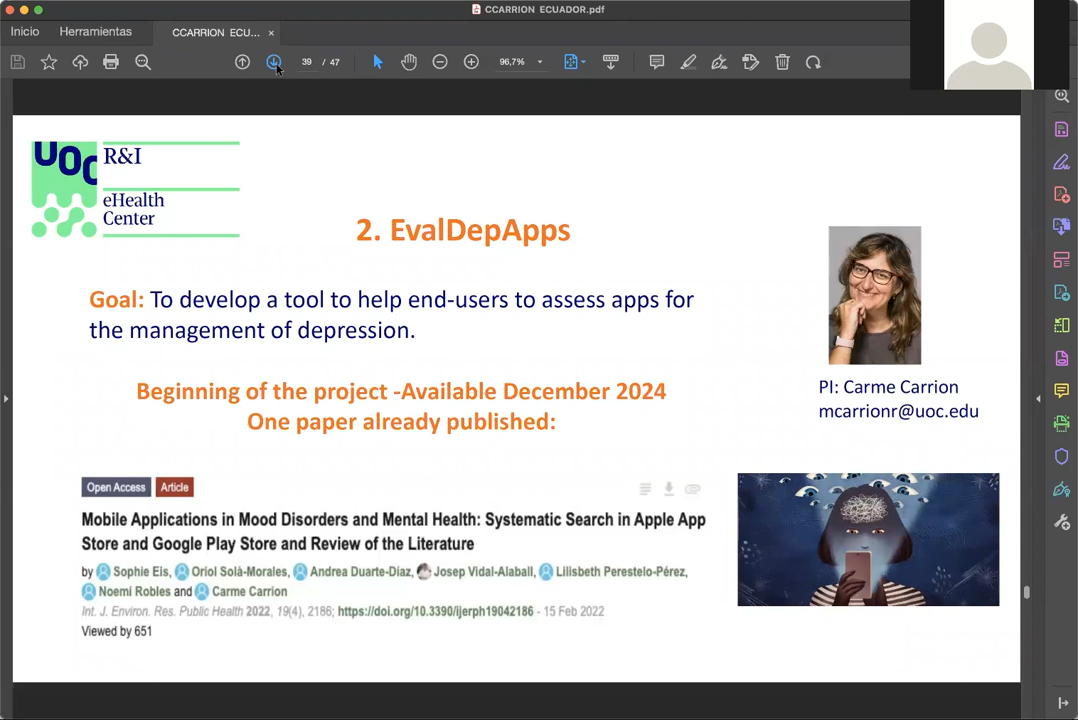 CCARRION ECUADOR.pdf
Inicio
Herramientas
CCARRION ECU... ×
39 / 47
96,7%
UOC
R&I
eHealth
Center
2. EvalDepApps
Goal: To develop a tool to help end-users to assess apps for
the management of depression.
PI: Carme Carrion
mcarrionr@uoc.edu
Beginning of the project -Available December 2024
One paper already published:
Open Access Article
Mobile Applications in Mood Disorders and Mental Health: Systematic Search in Apple App
Store and Google Play Store and Review of the Literature
by Sophie Eis, Oriol Solà-Morales, Andrea Duarte-Díaz, Josep Vidal-Alaball, Lilisbeth Perestelo-Pérez,
Noemí Robles and Carme Carrion
Int. J. Environ. Res. Public Health 2022, 19(4), 2186; https://doi.org/10.3390/ijerph19042186 - 15 Feb 2022
Viewed by 651